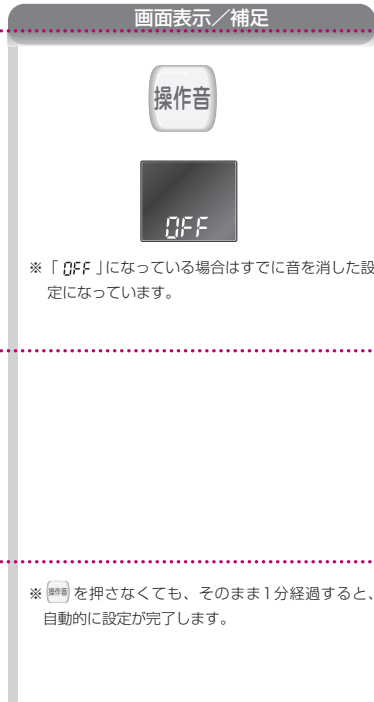 画面表示／補足
操作音
OFF
※「 OFF 」になっている場合はすでに音を消した設
定になっています。
※ 操作音 を押さなくても、そのまま1分経過すると、
自動的に設定が完了します。